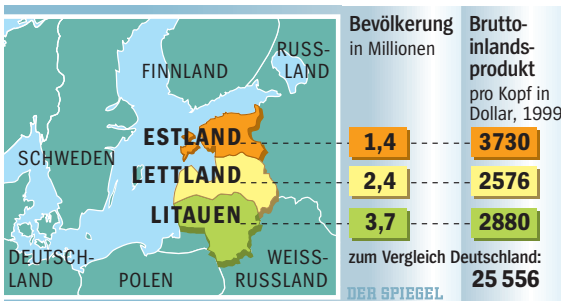 Bevölkerung
in Millionen
Brutto-
inlands-
produkt
pro Kopf in
Dollar, 1999
RUSS-
LAND
FINNLAND
SCHWEDEN
ESTLAND
1,4
3730
LETTLAND
2,4
2576
LITAUEN
3,7
2880
DEUTSCH-
LAND
POLEN
WEISS-
RUSSLAND
zum Vergleich Deutschland:
25 556
DER SPIEGEL